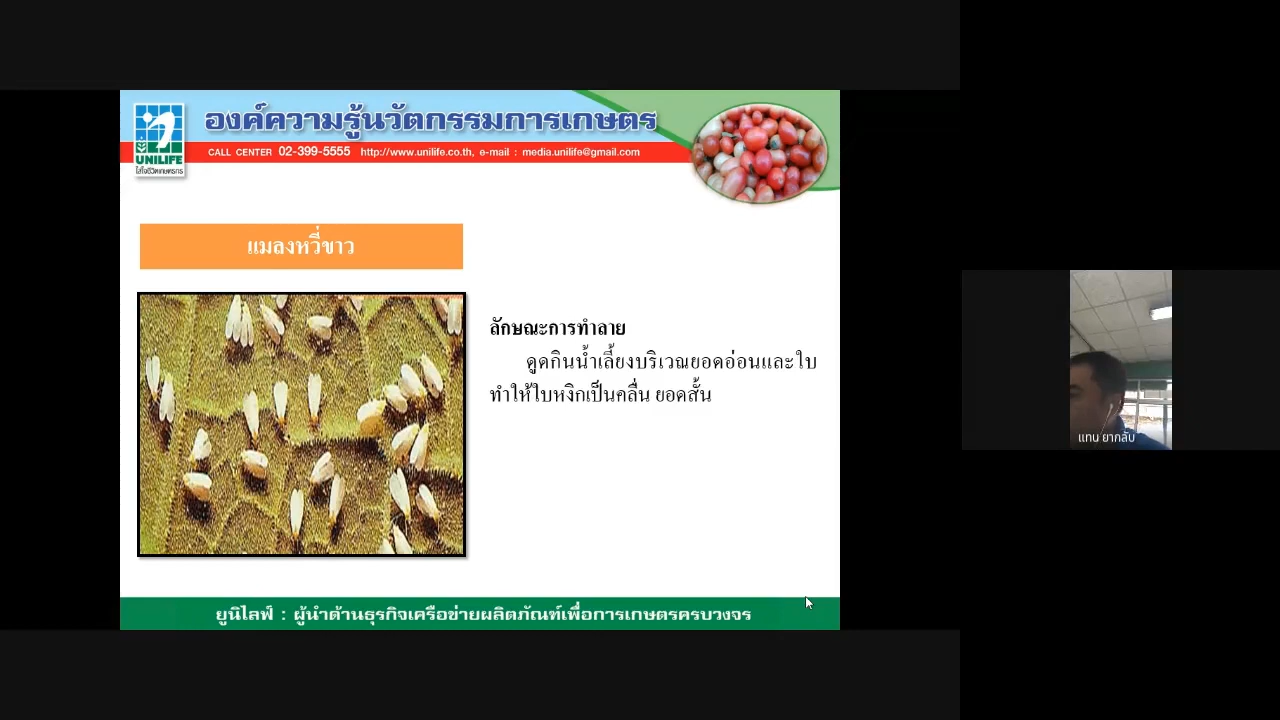 องค์ความรู้นวัตกรรมการเกษตร
UNILIFE
ใส่ใจชีวิตเกษตรกร
CALL CENTER 02-399-5555 http://www.unilife.co.th, e-mail : media.unilife@gmail.com
แมลงหวี่ขาว
ลักษณะการทำลาย
ดูดกินน้ำเลี้ยงบริเวณยอดอ่อนและใบ
ทำให้ใบหงิกเป็นคลื่น ยอดสั้น
แทน ยากลับ
ยูนิไลฟ์ : ผู้นำด้านธุรกิจเครือข่ายผลิตภัณฑ์เพื่อการเกษตรครบวงจร